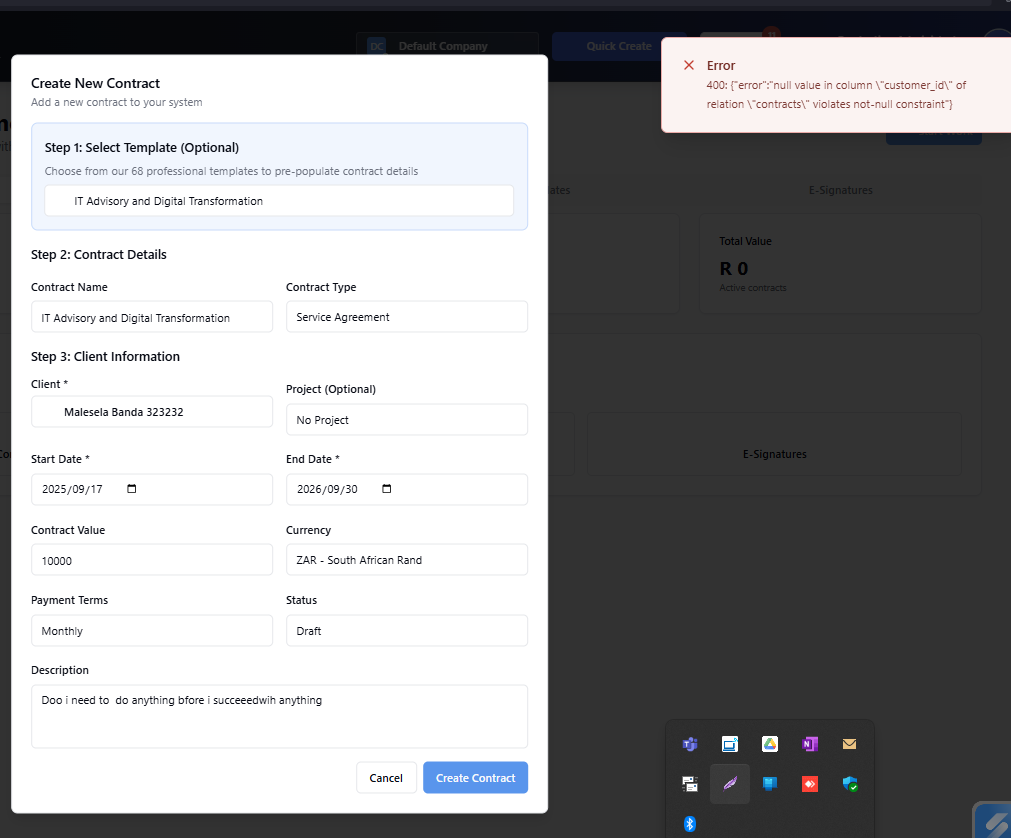 DC Default Company
Quick Create
11
Error
400: {"error":"null value in column \"customer_id\" of
relation \"contracts\" violates not-null constraint"}
Create New Contract
Add a new contract to your system
Step 1: Select Template (Optional)
Choose from our 68 professional templates to pre-populate contract details
IT Advisory and Digital Transformation
Step 2: Contract Details
Contract Name
Contract Type
IT Advisory and Digital Transformation
Service Agreement
Step 3: Client Information
Client *
Project (Optional)
Malesela Banda 323232
No Project
Start Date *
End Date *
2025/09/17
2026/09/30
Contract Value
Currency
10000
ZAR - South African Rand
Payment Terms
Status
Monthly
Draft
Description
Doo i need to do anything bfore i succeeedwih anything
Cancel
Create Contract
E-Signatures
Total Value
R 0
Active contracts
E-Signatures